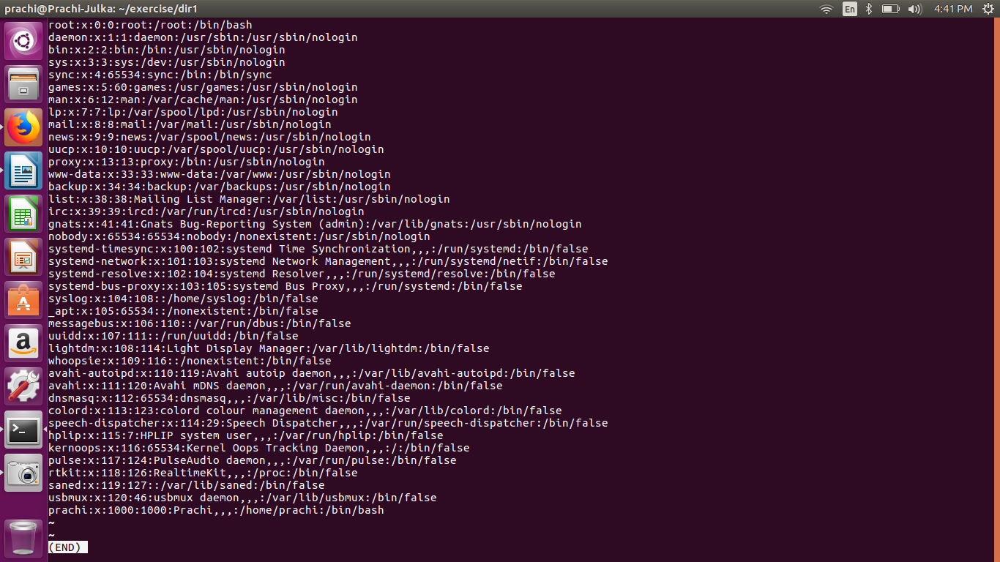 prachi@Prachi-Julka: ~/exercise/dir1
En
4:41 PM
root:x:0:0:root:/root:/bin/bash
daemon:x:1:1:daemon:/usr/sbin:/usr/sbin/nologin
bin:x:2:2:bin:/bin:/usr/sbin/nologin
sys:x:3:3:sys:/dev:/usr/sbin/nologin
sync:x:4:65534:sync:/bin:/bin/sync
games:x:5:60:games:/usr/games:/usr/sbin/nologin
man:x:6:12:man:/var/cache/man:/usr/sbin/nologin
lp:x:7:7:lp:/var/spool/lpd:/usr/sbin/nologin
mail:x:8:8:mail:/var/mail:/usr/sbin/nologin
news:x:9:9:news:/var/spool/news:/usr/sbin/nologin
uucp:x:10:10:uucp:/var/spool/uucp:/usr/sbin/nologin
proxy:x:13:13:proxy:/bin:/usr/sbin/nologin
www-data:x:33:33:www-data:/var/www:/usr/sbin/nologin
backup:x:34:34:backup:/var/backups:/usr/sbin/nologin
list:x:38:38:Mailing List Manager:/var/list:/usr/sbin/nologin
irc:x:39:39:ircd:/var/run/ircd:/usr/sbin/nologin
gnats:x:41:41:Gnats Bug-Reporting System (admin):/var/lib/gnats:/usr/sbin/nologin
nobody:x:65534:65534:nobody:/nonexistent:/usr/sbin/nologin
systemd-timesync:x:100:102:systemd Time Synchronization,,,:/run/systemd:/bin/false
systemd-network:x:101:103:systemd Network Management,,,:/run/systemd/netif:/bin/false
systemd-resolve:x:102:104:systemd Resolver,,,:/run/systemd/resolve:/bin/false
systemd-bus-proxy:x:103:105:systemd Bus Proxy,,,:/run/systemd:/bin/false
syslog:x:104:108::/home/syslog:/bin/false
_apt:x:105:65534::/nonexistent:/bin/false
messagebus:x:106:110::/var/run/dbus:/bin/false
uuidd:x:107:111::/run/uuidd:/bin/false
lightdm:x:108:114:Light Display Manager:/var/lib/lightdm:/bin/false
whoopsie:x:109:116::/nonexistent:/bin/false
avahi-autoipd:x:110:119:Avahi autoip daemon,,,:/var/lib/avahi-autoipd:/bin/false
avahi:x:111:120:Avahi mDNS daemon,,,:/var/run/avahi-daemon:/bin/false
dnsmasq:x:112:65534:dnsmasq,,,:/var/lib/misc:/bin/false
colord:x:113:123:colord colour management daemon,,,:/var/lib/colord:/bin/false
speech-dispatcher:x:114:29:Speech Dispatcher,,,:/var/run/speech-dispatcher:/bin/false
hplip:x:115:7:HPLIP system user,,,:/var/run/hplip:/bin/false
kernoops:x:116:65534:Kernel Oops Tracking Daemon,,,:/:/bin/false
pulse:x:117:124:PulseAudio daemon,,,:/var/run/pulse:/bin/false
rtkit:x:118:126:RealtimeKit,,,:/proc:/bin/false
saned:x:119:127::/var/lib/saned:/bin/false
usbmux:x:120:46:usbmux daemon,,,:/var/lib/usbmux:/bin/false
prachi:x:1000:1000:Prachi,,,:/home/prachi:/bin/bash
~
~
(END)